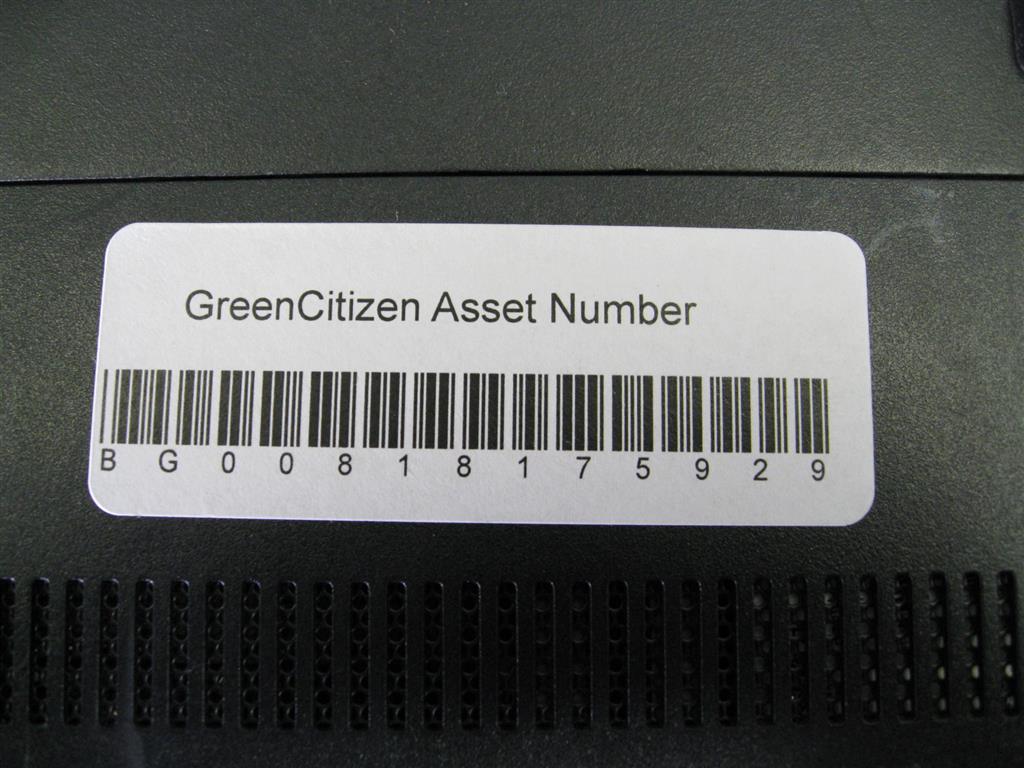 GreenCitizen Asset Number
B G 0 0 8 1 8 1 7 5 9 2 9